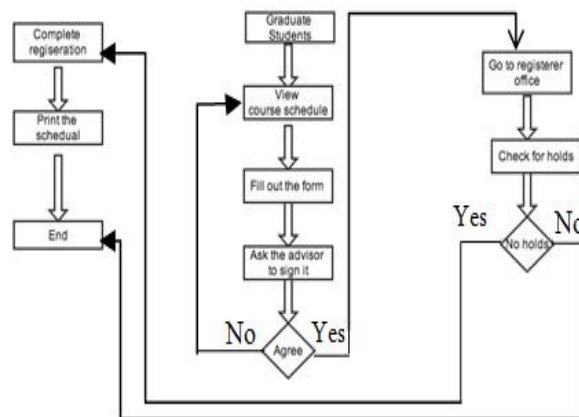 Graduate
Students
View
course schedule
Fill out the form
Ask the advisor
to sign it
Agree
No
Yes
Go to registerer
office
Check for holds
No holds
Yes
No
Complete
regiseration
Print the
schedual
End